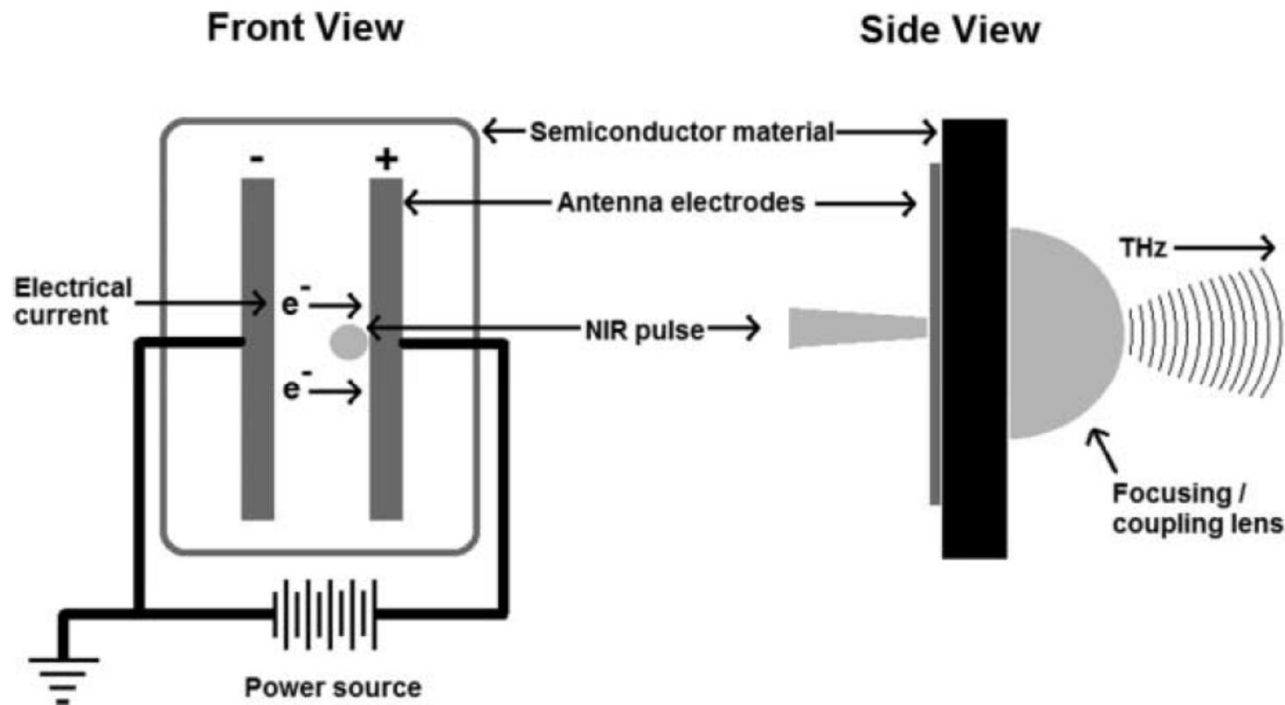 Front View
Side View
Semiconductor material
- +
Antenna electrodes
THz
Electrical
current
e-
NIR pulse
e-
Focusing /
coupling lens
Power source